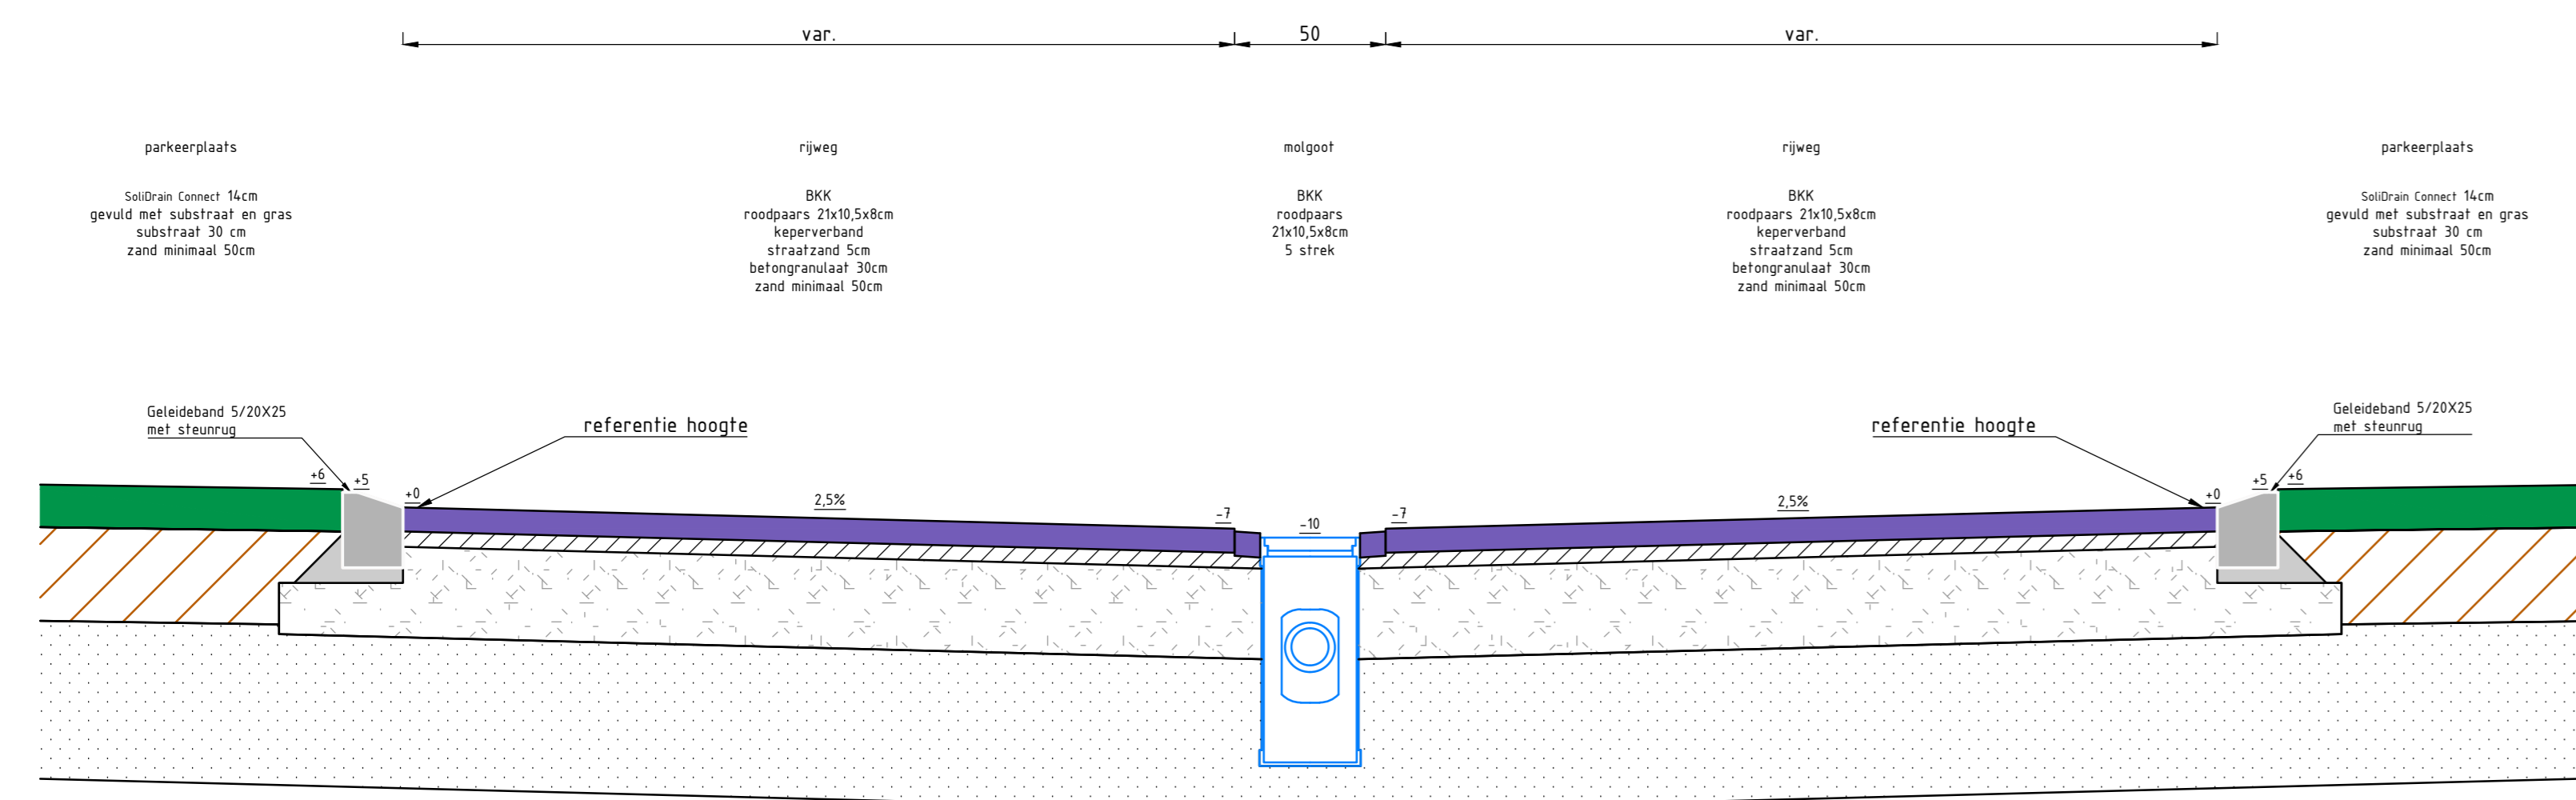 var.
50
var.
parkeerplaats
rijweg
molgoot
rijweg
parkeerplaats
SoliDrain Connect 14cm
gevuld met substraat en gras
substraat 30 cm
zand minimaal 50cm
BKK
roodpaars 21x10,5x8cm
keperverband
straatzand 5cm
betongranulaat 30cm
zand minimaal 50cm
BKK
roodpaars
21x10,5x8cm
5 strek
BKK
roodpaars 21x10,5x8cm
keperverband
straatzand 5cm
betongranulaat 30cm
zand minimaal 50cm
SoliDrain Connect 14cm
gevuld met substraat en gras
substraat 30 cm
zand minimaal 50cm
Geleideband 5/20X25
met steunrug
referentie hoogte
referentie hoogte
Geleideband 5/20X25
met steunrug
+6
+5
+0
2,5%
-7
-10
-7
2,5%
+0
+5
+6